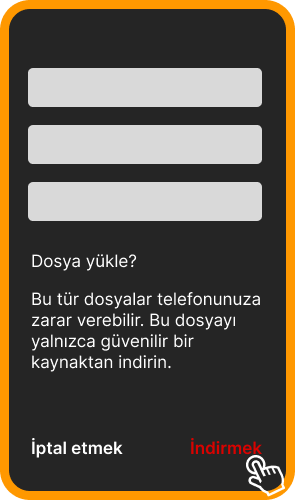 Dosya yükle?
Bu tür dosyalar telefonunuza
zarar verebilir. Bu dosyayı
yalnızca güvenilir bir
kaynaktan indirin.
İptal etmek İndirmek